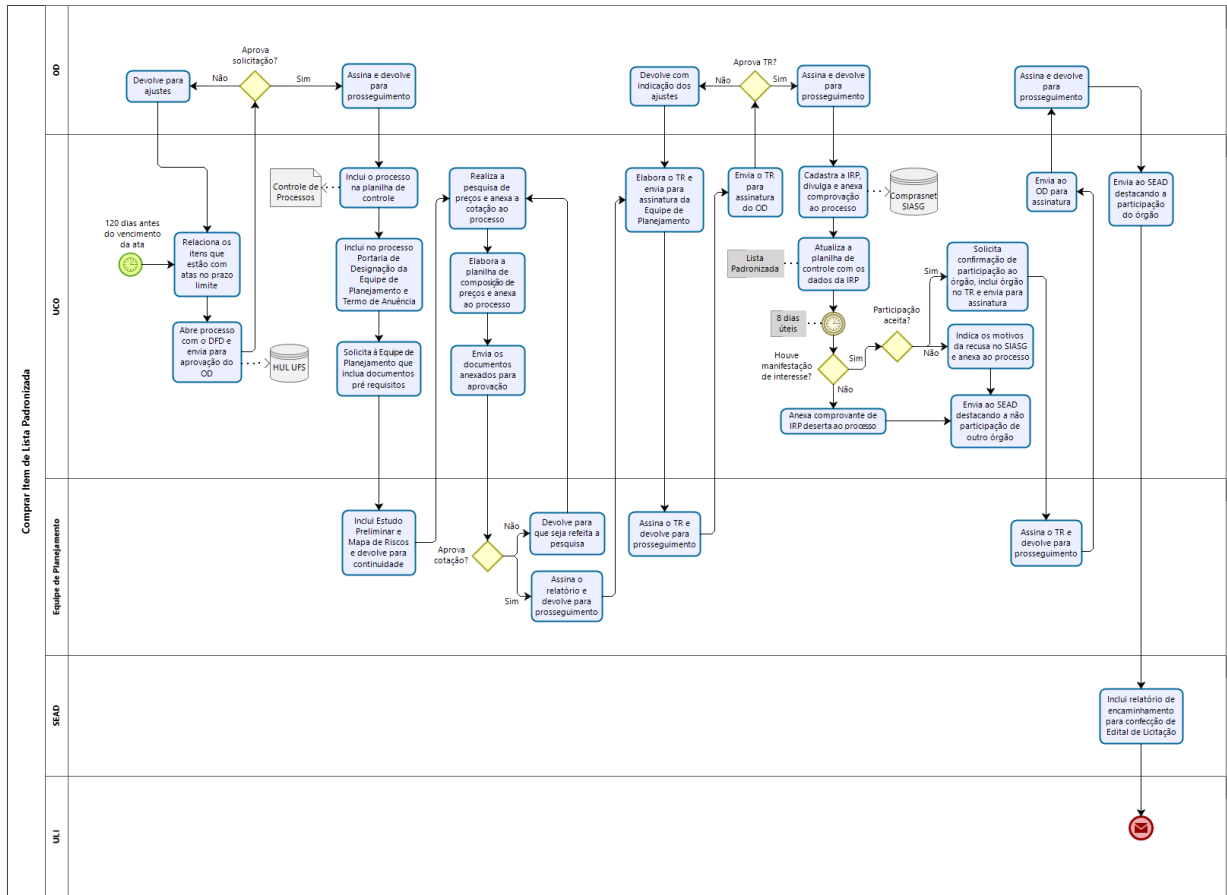 Comprar Item de Lista Padronizada
OD
Aprova
solicitação?
Devolve para
ajustes
Não
Sim
Assina e devolve
para
prosseguimento
Devolve com
indicação dos
ajustes
Aprova TR?
Não
Sim
Assina e devolve
para
prosseguimento
Assina e devolve
para
prosseguimento
UCO
120 dias antes
do vencimento
da ata
Relaciona os
itens que
estão com
atas no prazo
limite
Abre processo
com o DFD e
envia para
aprovação do
OD
HUL UFS
Controle de
Processos
Inclui o processo
na planilha de
controle
Inclui no processo
Portaria de
Designação da
Equipe de
Planejamento e
Termo de Anuência
Solicita à Equipe de
Planejamento que
inclua documentos
pré requisitos
Realiza a
pesquisa de
preços e anexa a
cotação ao
processo
Elabora a
planilha de
composição de
preços e anexa
ao processo
Envia os
documentos
anexados para
aprovação
Elabora o TR e
envia para
assinatura da
Equipe de
Planejamento
Envia o TR
para
assinatura
do OD
Cadastra a IRP,
divulga e anexa
comprovação ao
processo
Comprasnet
SIASG
Lista
Padronizada
Atualiza a
planilha de
controle com os
dados da IRP
8 dias
úteis
Houve
manifestação
de interesse?
Sim
Não
Participação
aceita?
Sim
Não
Solicita
confirmação de
participação ao
órgão, inclui órgão
no TR e envia para
assinatura
Indica os motivos
da recusa no SIASG
e anexa ao processo
Anexa comprovante de
IRP deserta ao processo
Envia ao SEAD
destacando a não
participação de
outro órgão
Envia ao
OD para
assinatura
Envia ao SEAD
destacando a
participação
do órgão
Equipe de Planejamento
Inclui Estudo
Preliminar e
Mapa de Riscos
e devolve para
continuidade
Aprova
cotação?
Não
Sim
Devolve para
que seja refeita a
pesquisa
Assina o
relatório e
devolve para
prosseguimento
Assina o TR e
devolve para
prosseguimento
Assina o TR e
devolve para
prosseguimento
SEAD
Inclui relatório de
encaminhamento
para confecção de
Edital de Licitação
ULI